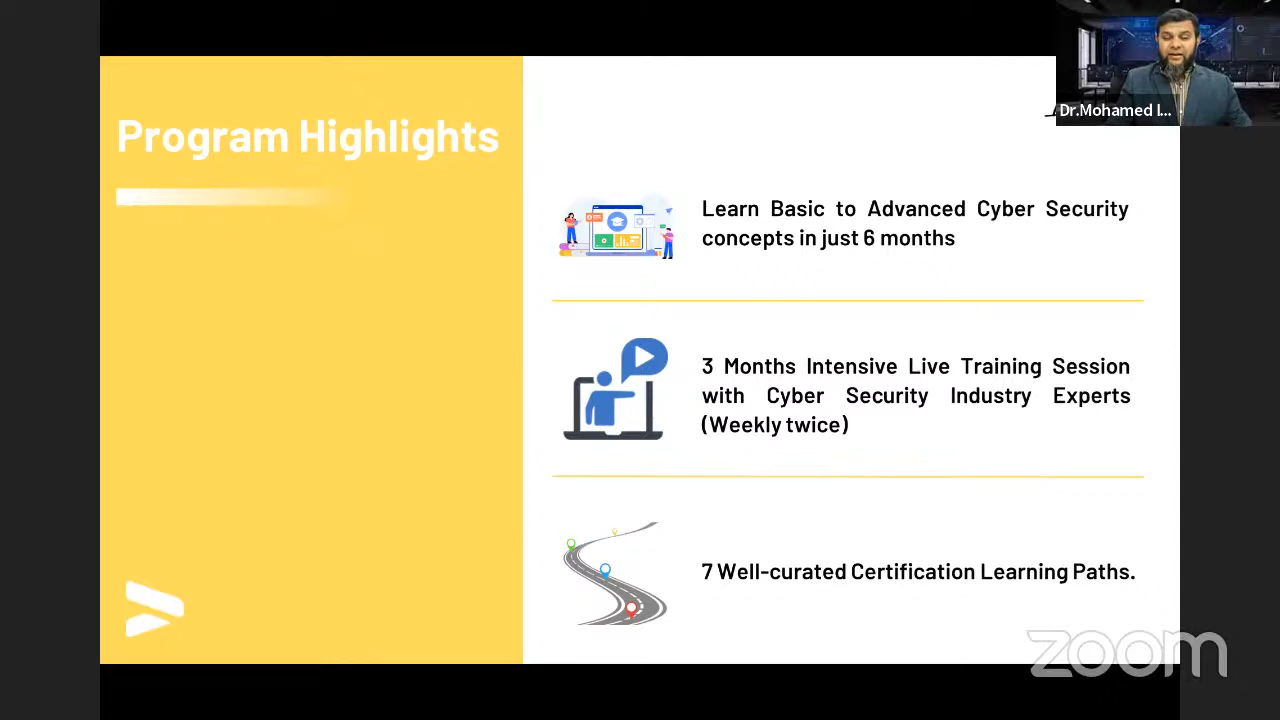 Program Highlights
Dr.Mohamed I...
Learn Basic to Advanced Cyber Security
concepts in just 6 months
3 Months Intensive Live Training Session
with Cyber Security Industry Experts
(Weekly twice)
7 Well-curated Certification Learning Paths.
zoom